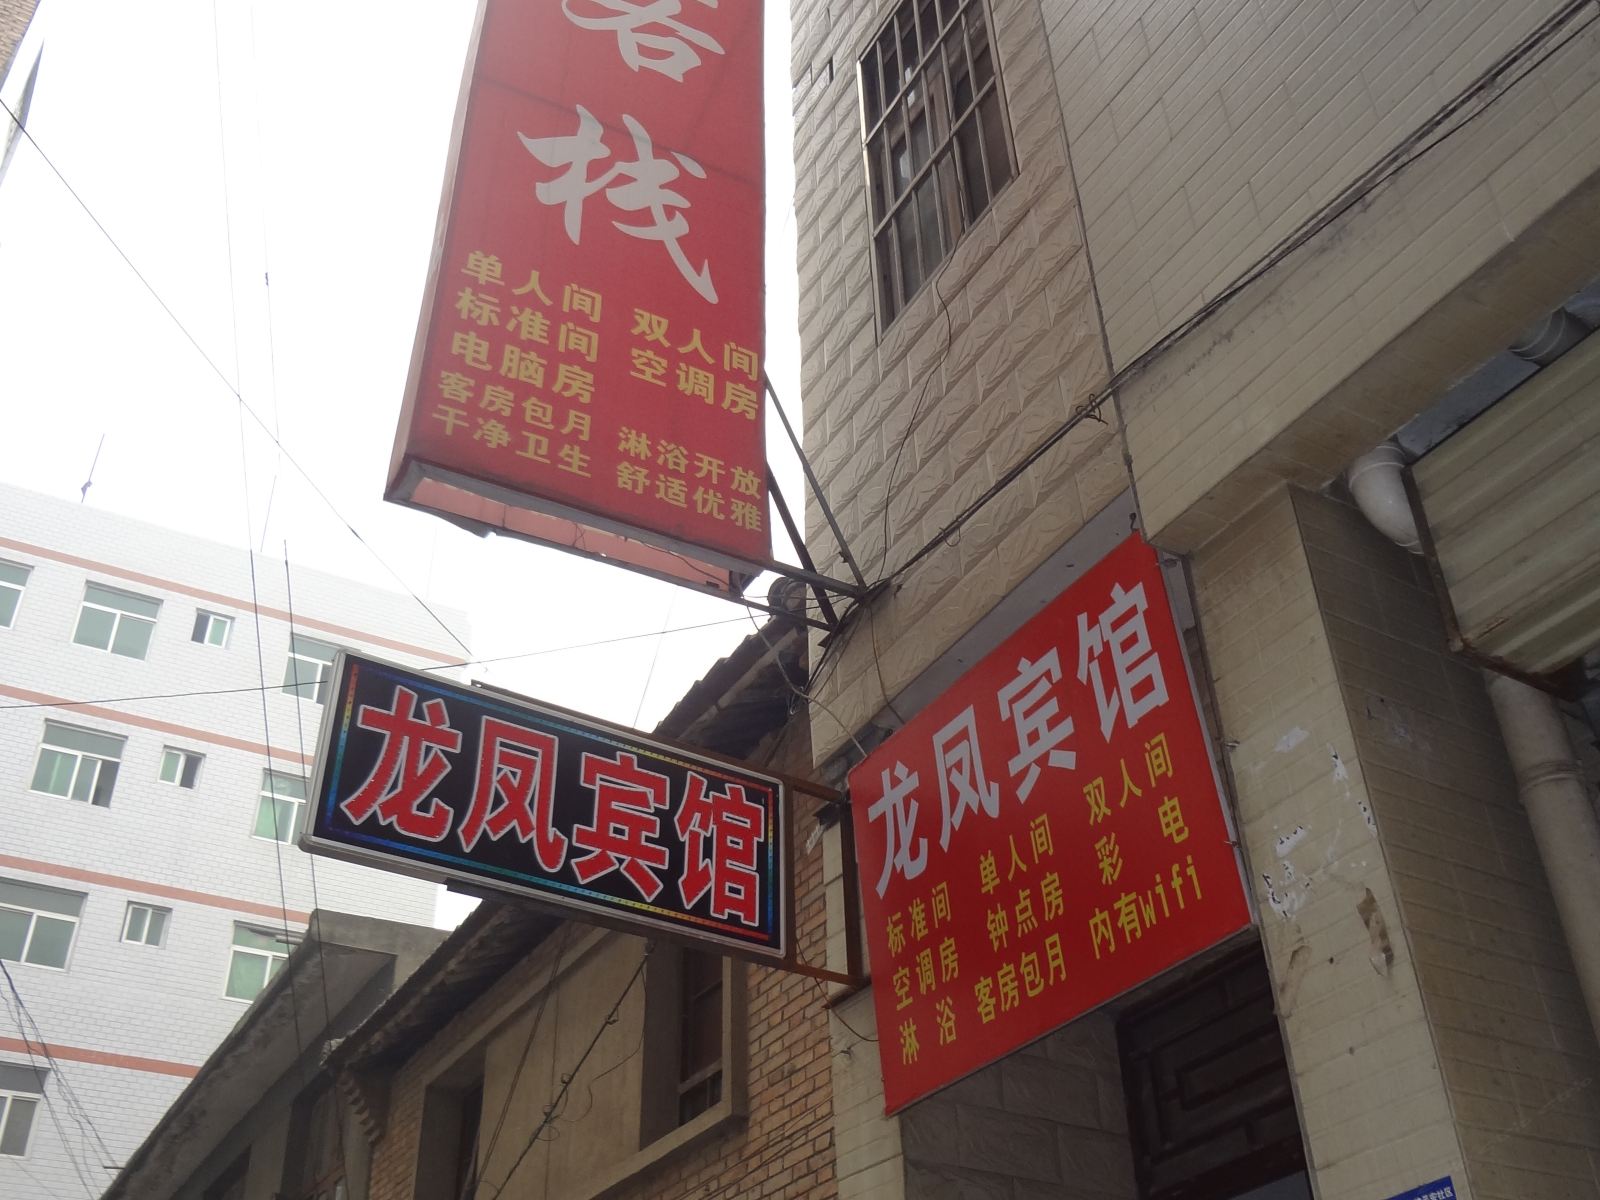 客
栈
单人间 双人间
标准间 空调房
电脑房
客房包月 淋浴开放
干净卫生 舒适优雅
龙凤宾馆
龙凤宾馆
标准间 单人间 双人间
空调房 钟点房 彩电
淋浴 客房包月 内有wifi